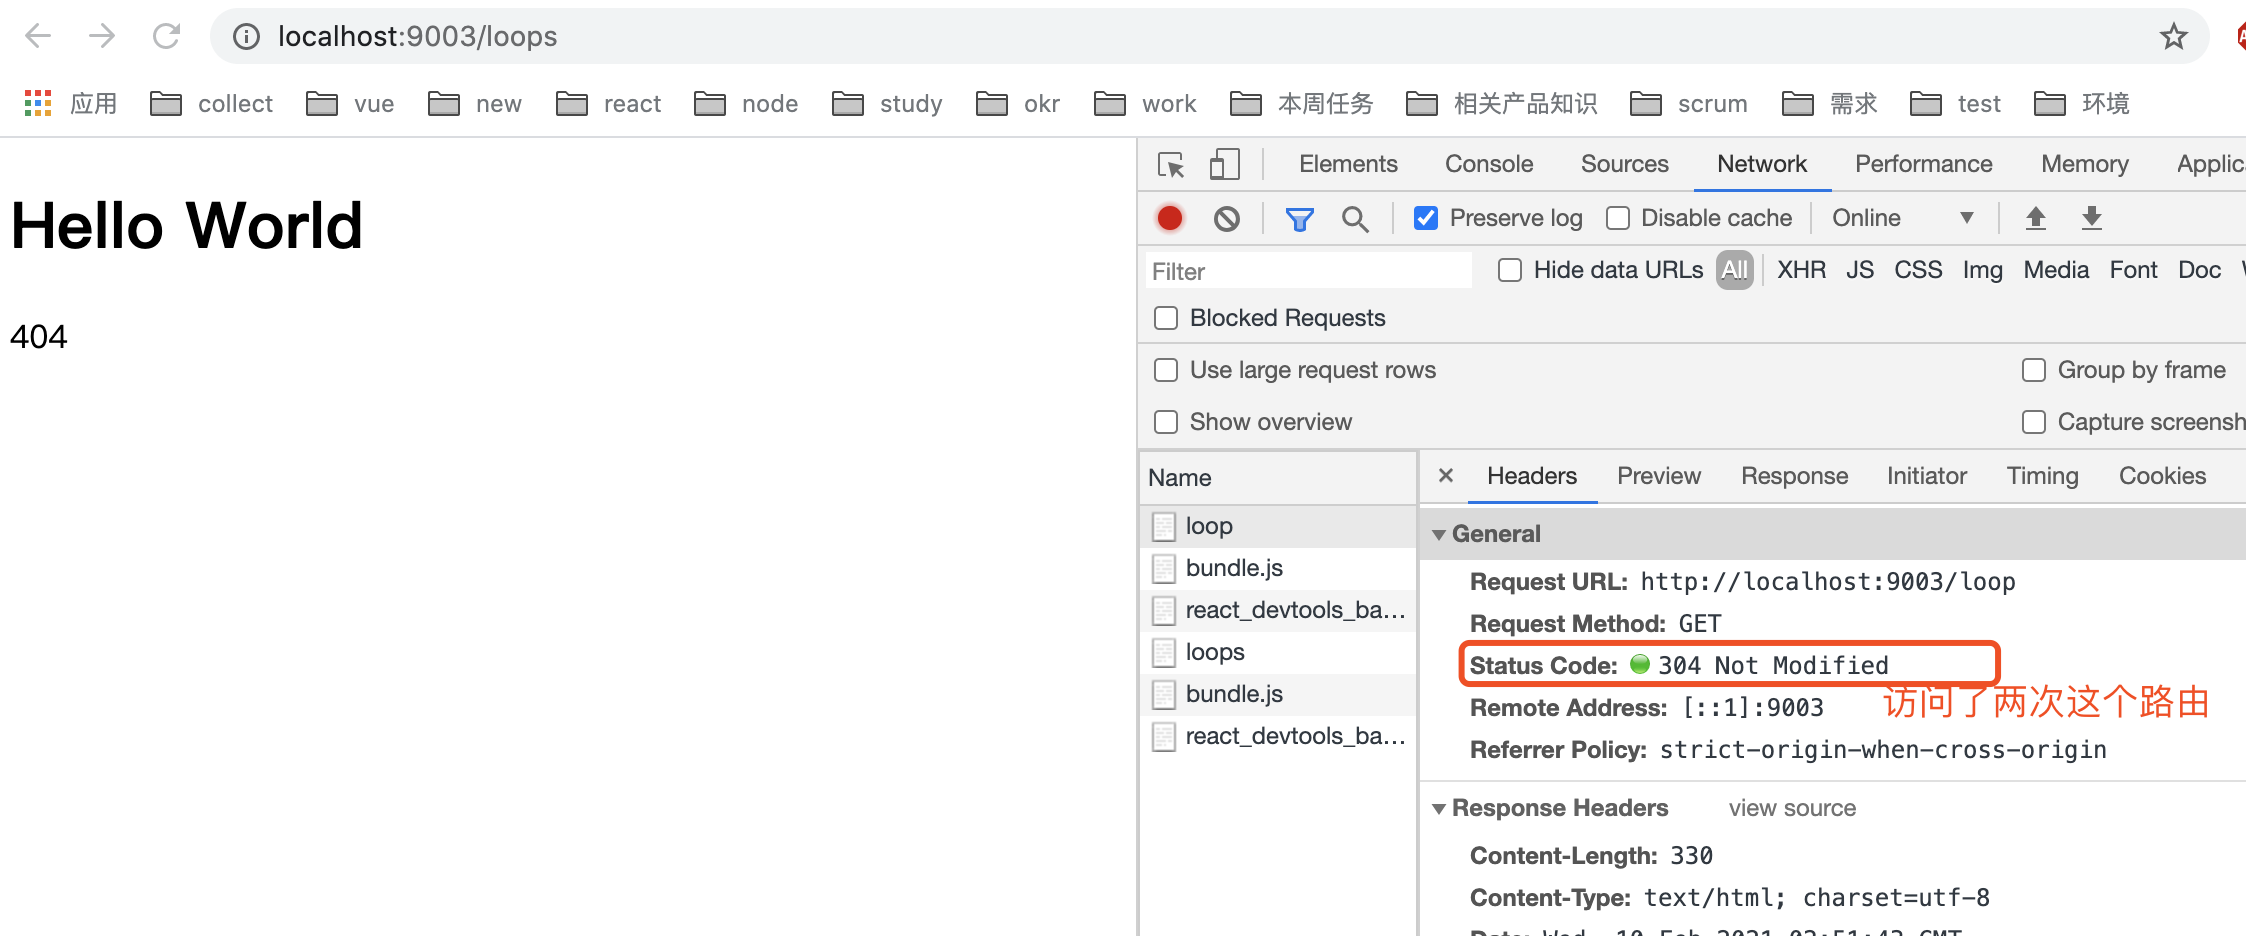 localhost:9003/loops
应用 collect vue new react node study okr work 本周任务 相关产品知识 scrum 需求 test 环境
Hello World
404
Elements Console Sources Network Performance Memory Applic
Preserve log Disable cache Online
Filter Hide data URLs All XHR JS CSS Img Media Font Doc
Blocked Requests
Use large request rows Group by frame
Show overview Capture screensh
Name
loop
bundle.js
react_devtools_ba…
loops
bundle.js
react_devtools_ba…
× Headers Preview Response Initiator Timing Cookies
General
Request URL: http://localhost:9003/loop
Request Method: GET
Status Code: 304 Not Modified
访问了两次这个路由
Remote Address: [::1]:9003
Referrer Policy: strict-origin-when-cross-origin
Response Headers view source
Content-Length: 330
Content-Type: text/html; charset=utf-8